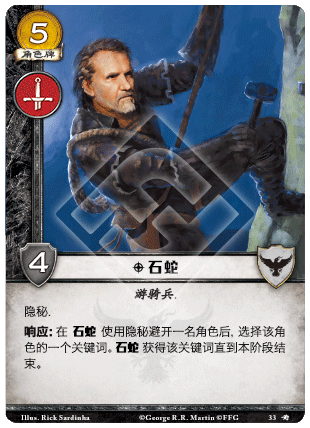 5
角色牌
4
石蛇
游骑兵.
隐秘.
响应: 在 石蛇 使用隐秘避开一名角色后, 选择该角
色的一个关键词。石蛇 获得该关键词直到本阶段结
束。
Illus. Rick Sardinha ©George R.R. Martin ©FFG 33